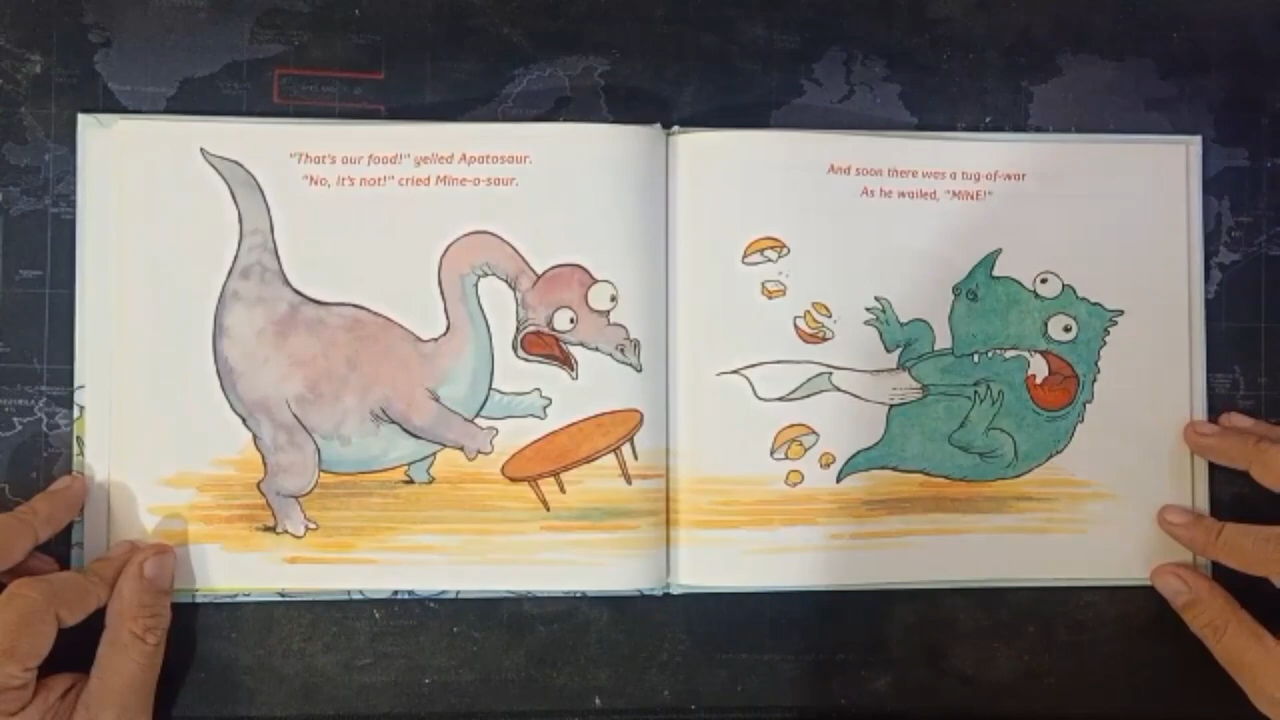 "That's our food!" yelled Apatosaur.
"No, it's not!" cried Mine-o-saur.
And soon there was a tug-of-war
As he wailed, "MINE!"